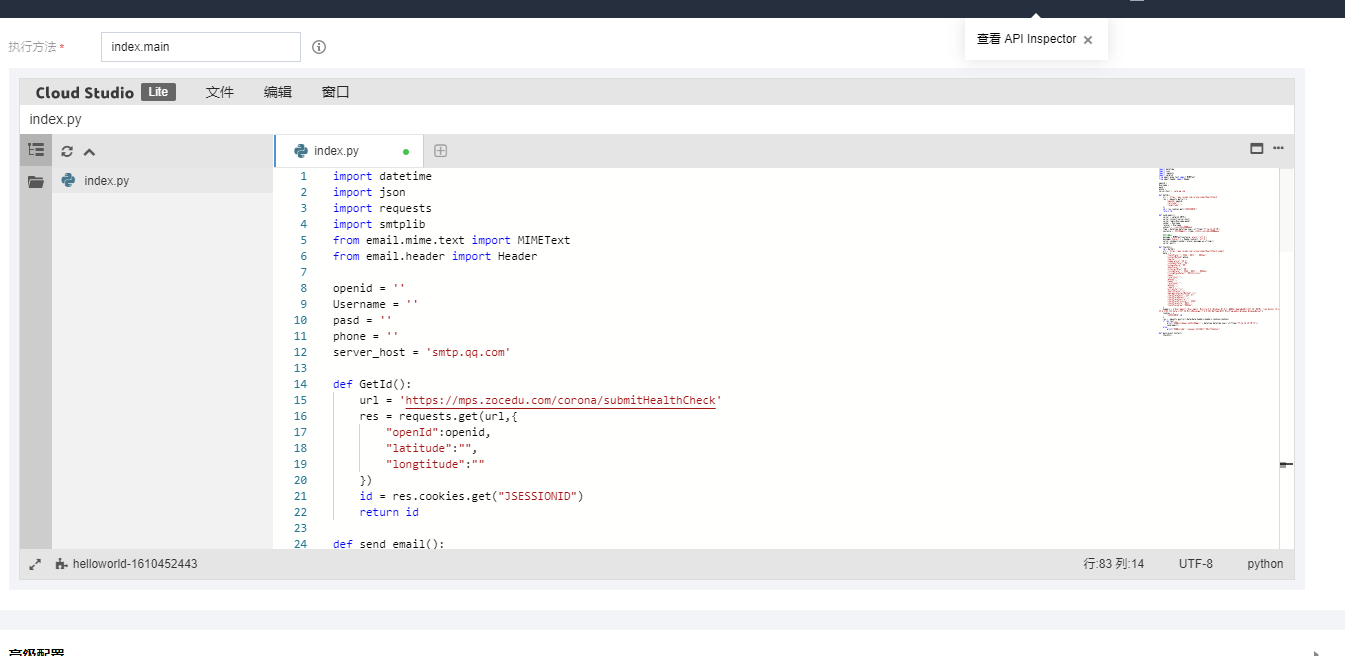 执行方法 * index.main
查看 API Inspector ×
Cloud Studio Lite 文件 编辑 窗口
index.py
index.py
index.py
1 import datetime
2 import json
3 import requests
4 import smtplib
5 from email.mime.text import MIMEText
6 from email.header import Header
7
8 openid = ''
9 Username = ''
10 pasd = ''
11 phone = ''
12 server_host = 'smtp.qq.com'
13
14 def GetId():
15 url = 'https://mps.zocedu.com/corona/submitHealthCheck'
16 res = requests.get(url,{
17 "openId":openid,
18 "latitude":"",
19 "longtitude":""
20 })
21 id = res.cookies.get("JSESSIONID")
22 return id
23
24 def send_email():
helloworld-1610452443 行:83 列:14 UTF-8 python
高级配置